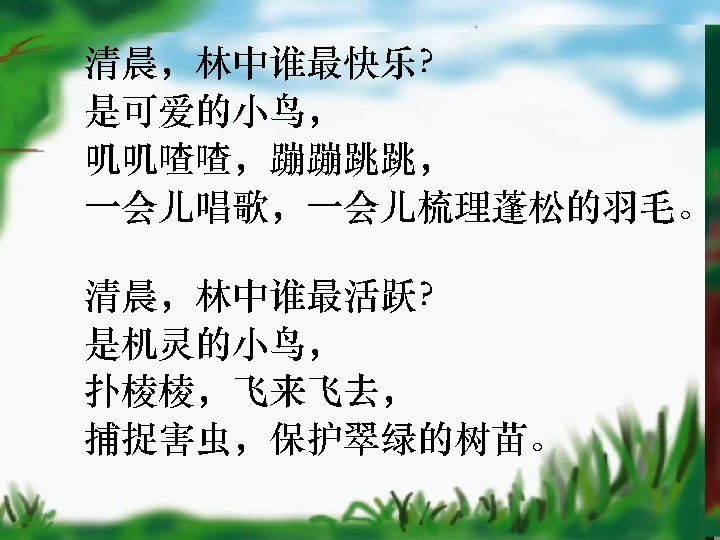 清晨，林中谁最快乐?
是可爱的小鸟，
叽叽喳喳，蹦蹦跳跳，
一会儿唱歌，一会儿梳理蓬松的羽毛。
清晨，林中谁最活跃?
是机灵的小鸟，
扑棱棱，飞来飞去，
捕捉害虫，保护翠绿的树苗。